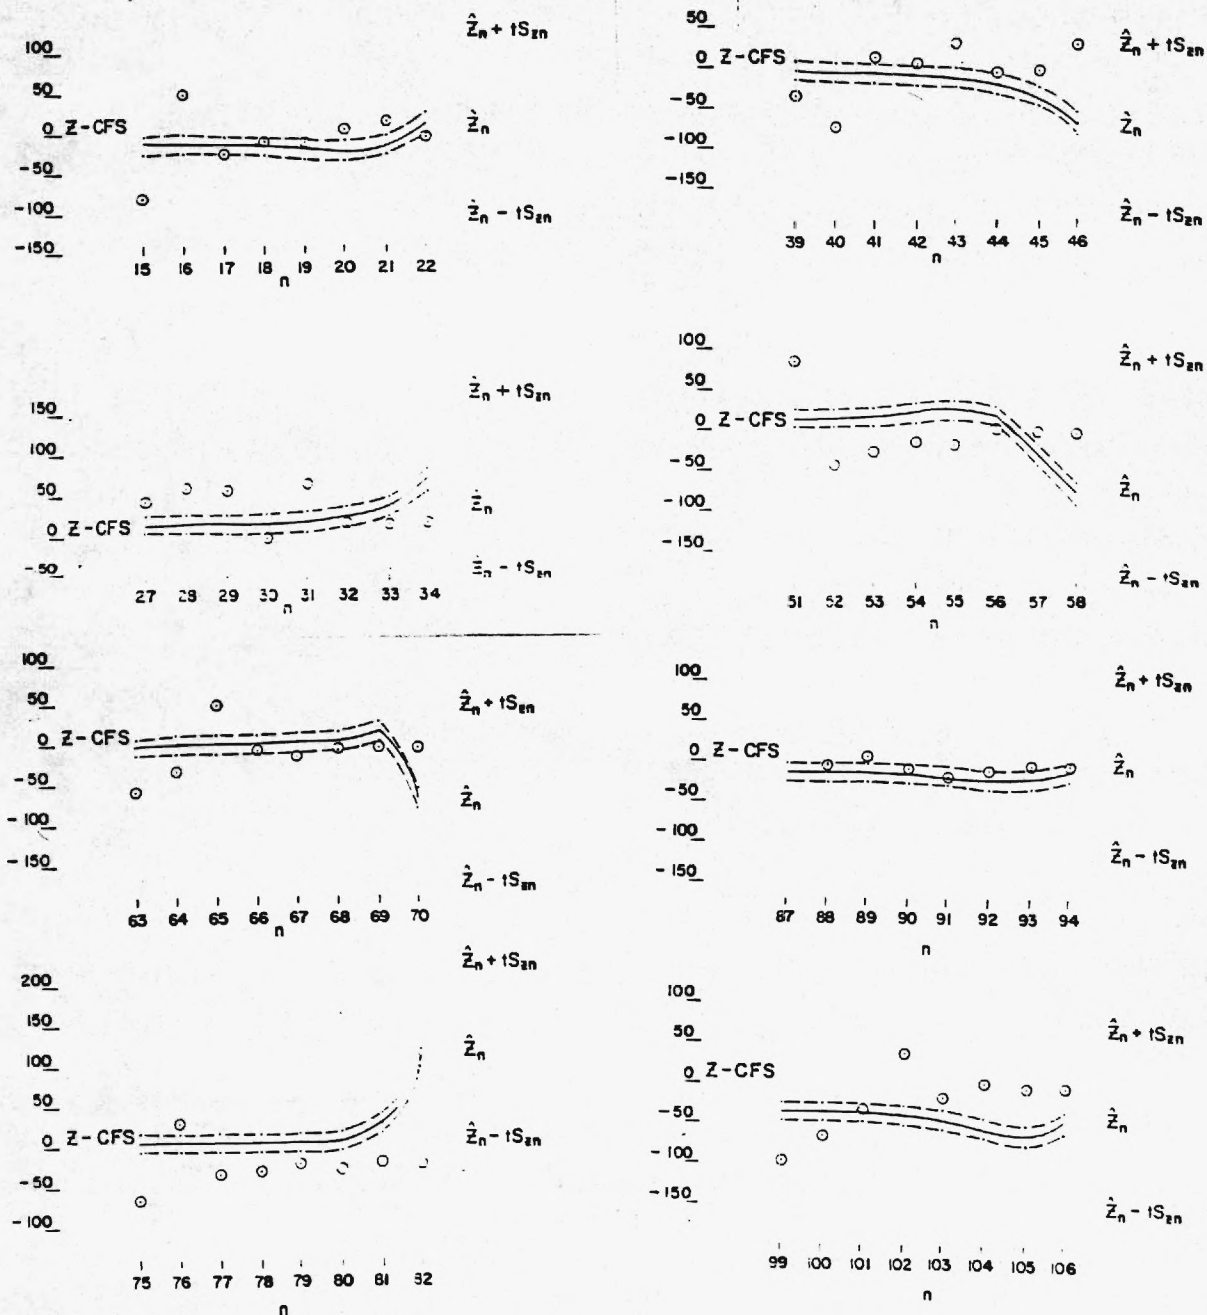 Ẑn + tSzn
100
50
0 Z-CFS
Ẑn
-50
-100
Ẑn - tSzn
-150
15 16 17 18 19 20 21 22
n
50
0 Z-CFS
Ẑn + tSzn
-50
-100
Ẑn
-150
Ẑn - tSzn
39 40 41 42 43 44 45 46
n
Ẑn + tSzn
150
100
50
Ẑn
0 Z-CFS
-50
Ẑn - tSzn
27 28 29 30 31 32 33 34
n
100
Ẑn + tSzn
50
0 Z-CFS
-50
Ẑn
-100
-150
Ẑn - tSzn
51 52 53 54 55 56 57 58
n
100
50
Ẑn + tSzn
Z-CFS
0
-50
Ẑn
-100
-150
Ẑn - tSzn
63 64 65 66 67 68 69 70
n
100
Ẑn + tSzn
50
0 Z-CFS
Ẑn
-50
-100
Ẑn - tSzn
-150
87 88 89 90 91 92 93 94
n
Ẑn + tSzn
200
150
Ẑn
100
50
Z-CFS
Ẑn - tSzn
0
-50
-100
75 76 77 78 79 80 81 82
n
100
50
Ẑn + tSzn
0 Z-CFS
-50
Ẑn
-100
-150
Ẑn - tSzn
99 100 101 102 103 104 105 106
n